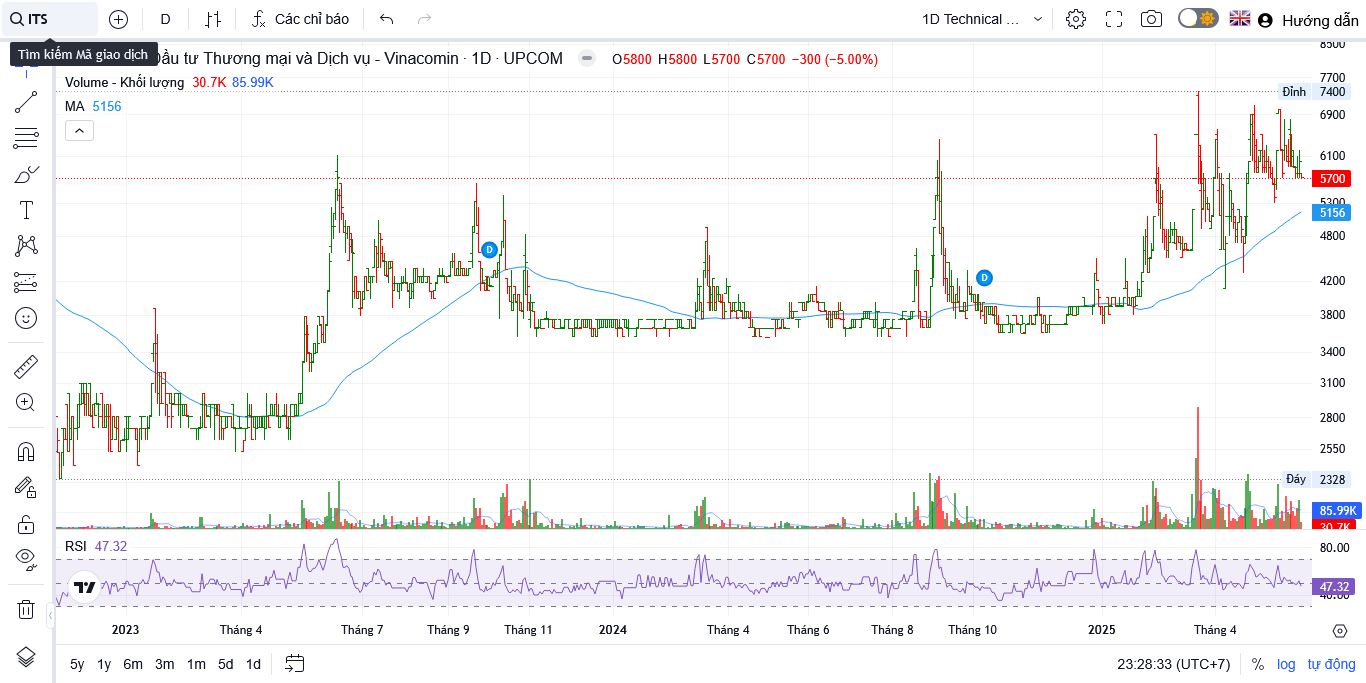 ITS
D
Các chỉ báo
1D Technical ...
Hướng dẫn
Tìm kiếm Mã giao dịch
Đầu tư Thương mại và Dịch vụ - Vinacomin · 1D · UPCOM
O5800 H5800 L5700 C5700 −300 (−5.00%)
Volume - Khối lượng 30.7K 85.99K
MA 5156
8500
7700
Đỉnh 7400
6900
6100
5700
5300
5156
4800
4200
3800
3400
3100
2800
2550
Đáy 2328
85.99K
30.7K
D
D
RSI 47.32
80.00
47.32
40.00
2023
Tháng 4
Tháng 7
Tháng 9
Tháng 11
2024
Tháng 4
Tháng 6
Tháng 8
Tháng 10
2025
Tháng 4
5y 1y 6m 3m 1m 5d 1d
23:28:33 (UTC+7)
% log tự động